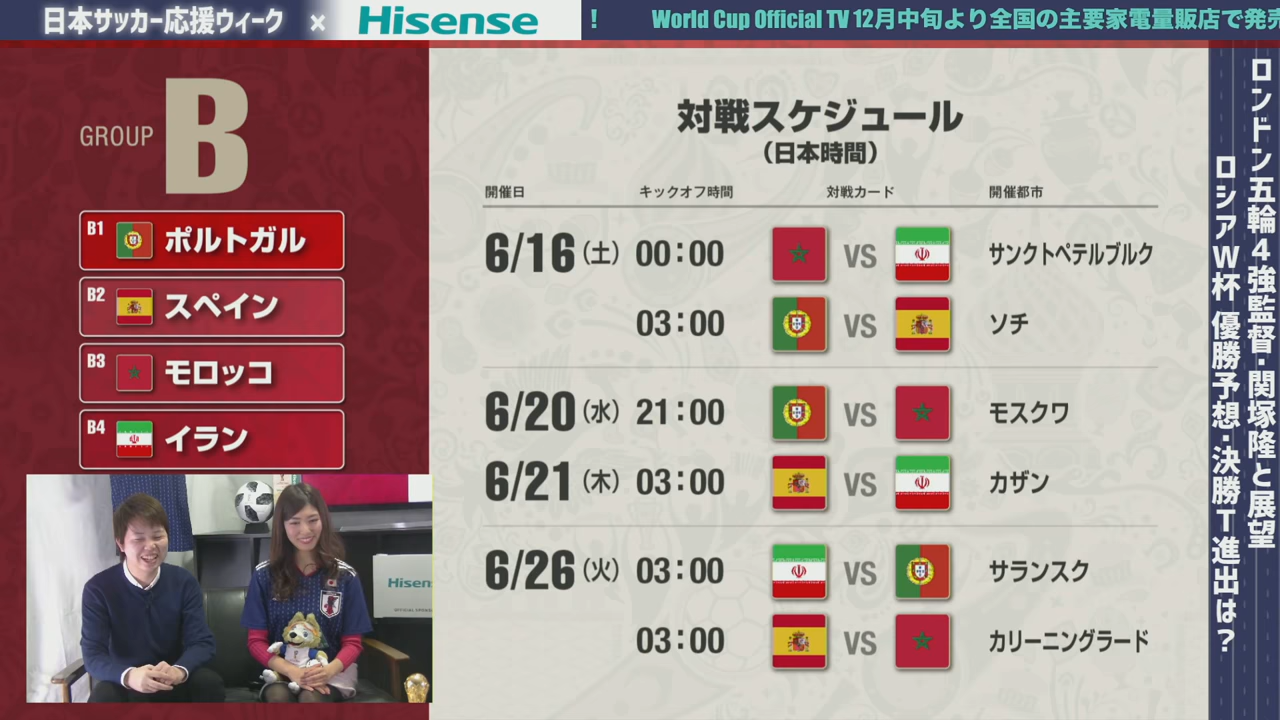 日本サッカー応援ウィーク × Hisense
! World Cup Official TV 12月中旬より全国の主要家電量販店で発売
GROUP B
B1 ポルトガル
B2 スペイン
B3 モロッコ
B4 イラン
対戦スケジュール
(日本時間)
開催日 キックオフ時間 対戦カード 開催都市
6/16(土) 00:00 VS サンクトペテルブルク
03:00 VS ソチ
6/20(水) 21:00 VS モスクワ
6/21(木) 03:00 VS カザン
6/26(火) 03:00 VS サランスク
03:00 VS カリーニングラード
ロンドン五輪4強監督・関塚隆と展望
ロシアW杯 優勝予想・決勝T進出は?
Hisen